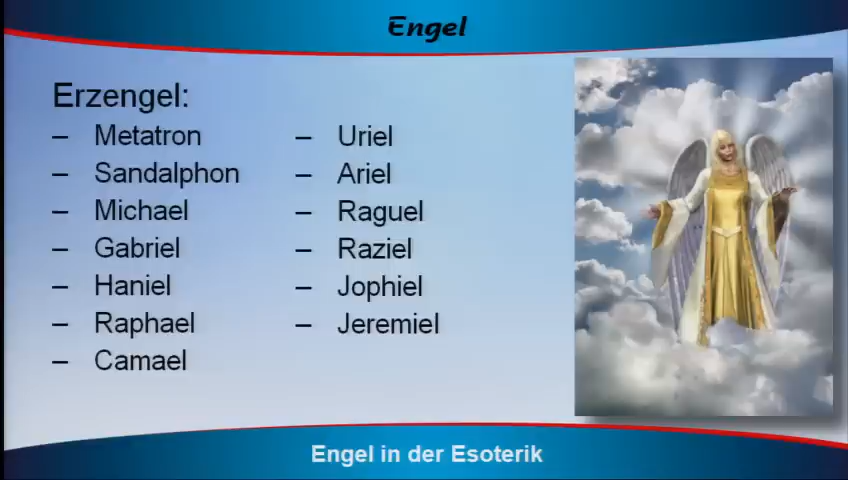 Engel
Erzengel:
– Metatron
– Sandalphon
– Michael
– Gabriel
– Haniel
– Raphael
– Camael
– Uriel
– Ariel
– Raguel
– Raziel
– Jophiel
– Jeremiel
Engel in der Esoterik